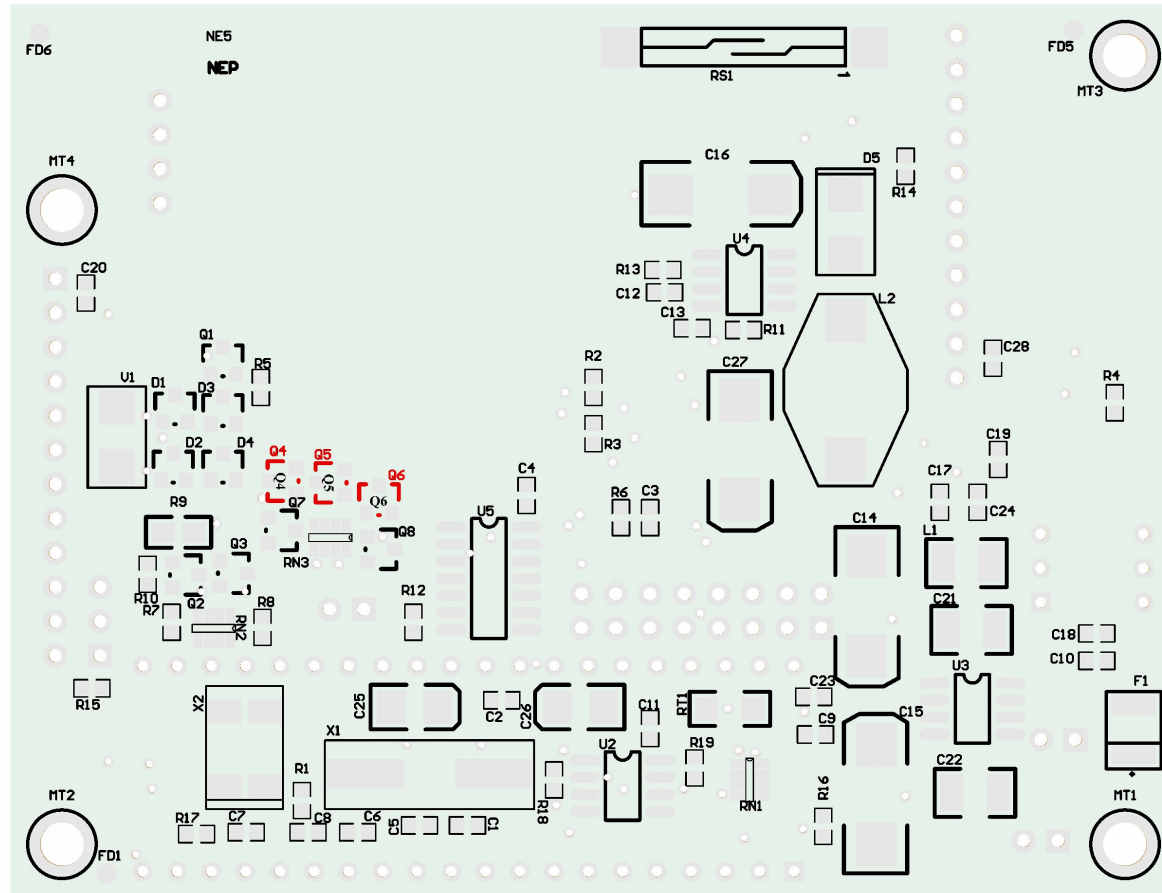 FD6
NE5
NEP
RS1
1
FD5
MT3
MT4
C16
D5
R14
U4
C20
R13
C12
L2
C13
R11
Q1
C28
V1
D1
D3
R5
R2
C27
R4
D2
D4
Q4
Q5
Q6
R3
C19
Q4
Q5
Q6
C4
C17
R9
Q7
U5
R6
C3
C24
C14
L1
Q3
RN3
Q8
R10
Q2
R7
R8
R12
C21
RN2
C18
C10
U3
F1
R15
X2
C25
C2
C26
C11
RT1
C23
C15
X1
C9
U2
R19
C22
R1
MT2
R18
RN1
R16
MT1
R17
C7
C8
C6
C5
C1
FD1